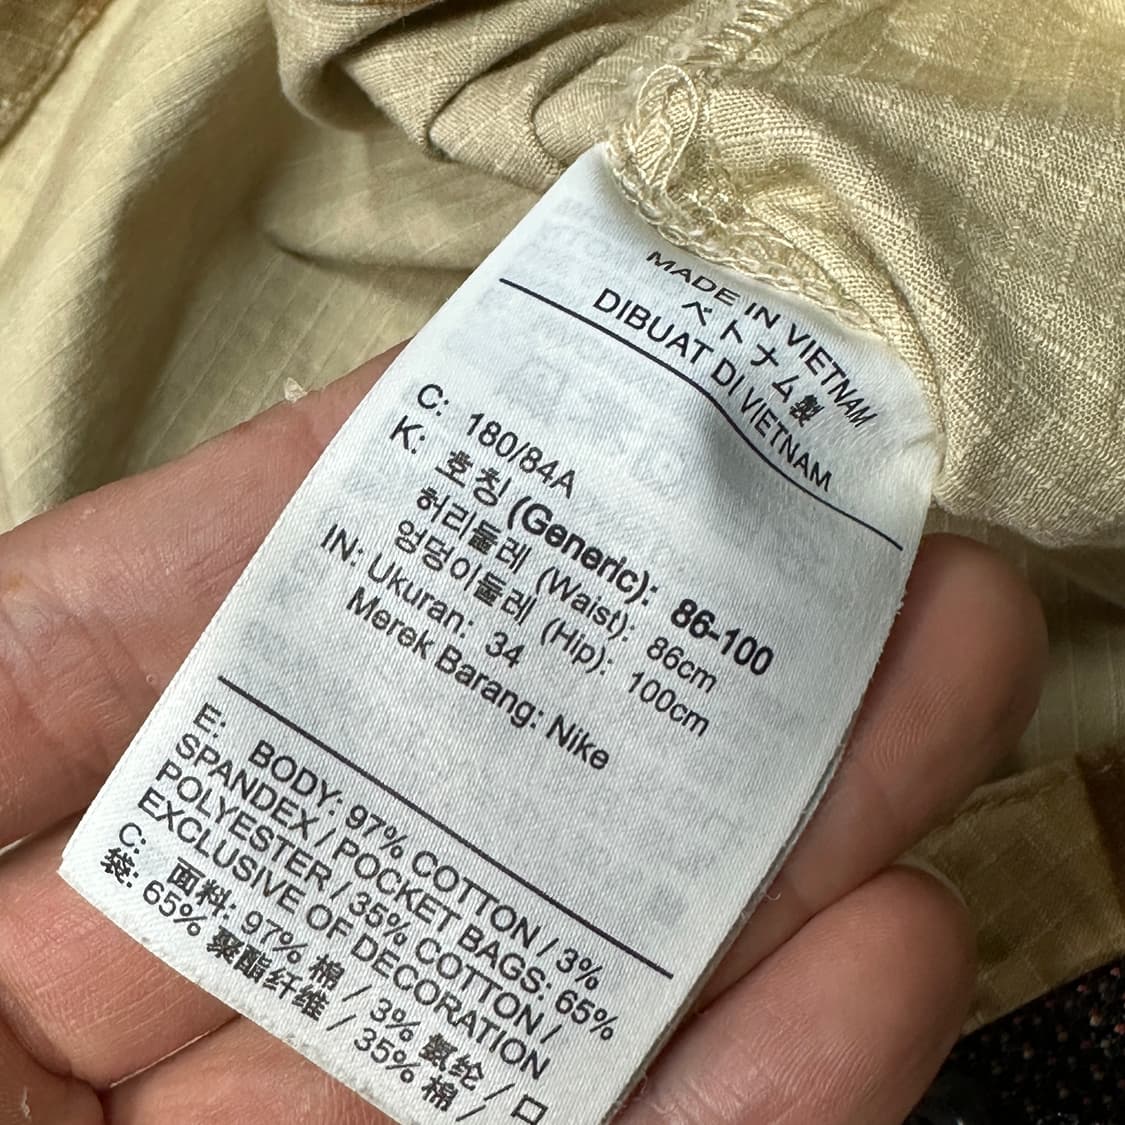 MADE IN VIETNAM
ベトナム製
DIBUAT DI VIETNAM
C: 180/84A
K: 호칭 (Generic): 86-100
허리둘레 (Waist): 86cm
엉덩이둘레 (Hip): 100cm
IN: Ukuran: 34
Merek Barang: Nike
E: BODY: 97% COTTON / 3%
SPANDEX / POCKET BAGS: 65%
POLYESTER / 35% COTTON /
EXCLUSIVE OF DECORATION
C: 面料: 97% 棉 / 3% 氨纶 / 口
袋: 65% 聚酯纤维 / 35% 棉 /